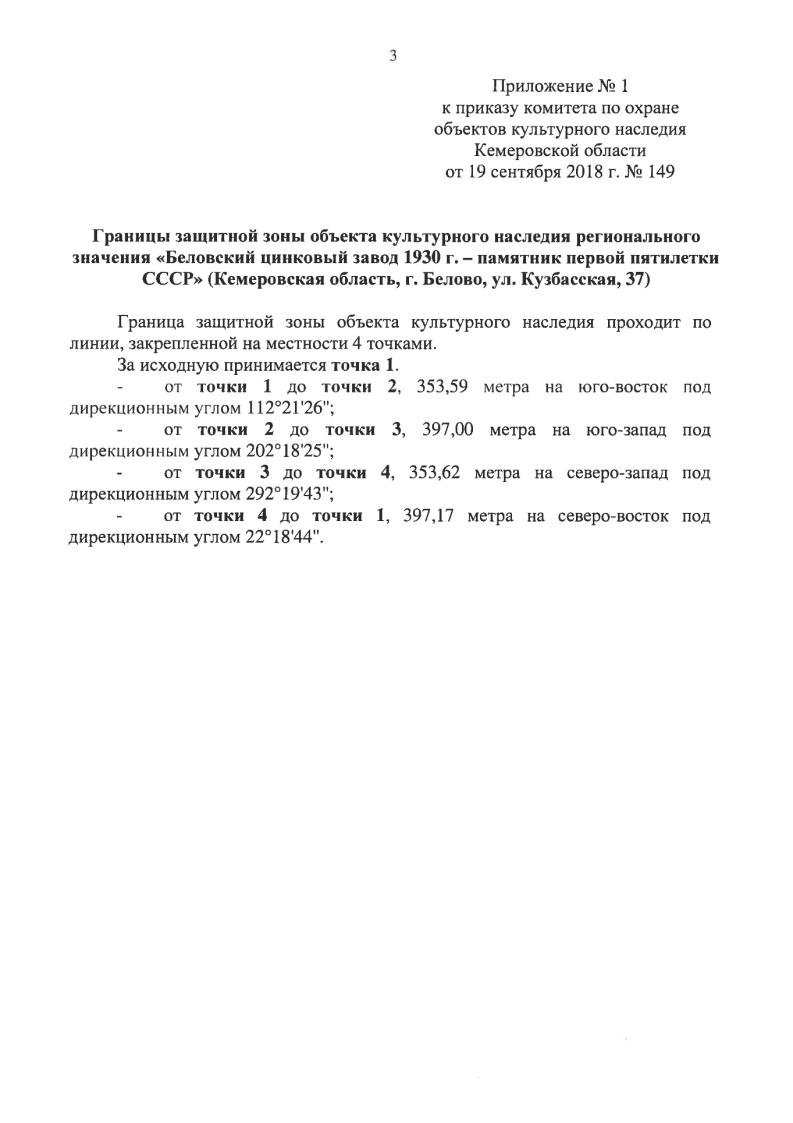 3
Приложение № 1
к приказу комитета по охране
объектов культурного наследия
Кемеровской области
от 19 сентября 2018 г. № 149
Границы защитной зоны объекта культурного наследия регионального
значения «Беловский цинковый завод 1930 г. – памятник первой пятилетки
СССР» (Кемеровская область, г. Белово, ул. Кузбасская, 37)
Граница защитной зоны объекта культурного наследия проходит по
линии, закрепленной на местности 4 точками.
За исходную принимается точка 1.
- от точки 1 до точки 2, 353,59 метра на юго-восток под
дирекционным углом 112°21'26";
- от точки 2 до точки 3, 397,00 метра на юго-запад под
дирекционным углом 202°18'25";
- от точки 3 до точки 4, 353,62 метра на северо-запад под
дирекционным углом 292°19'43";
- от точки 4 до точки 1, 397,17 метра на северо-восток под
дирекционным углом 22°18'44".